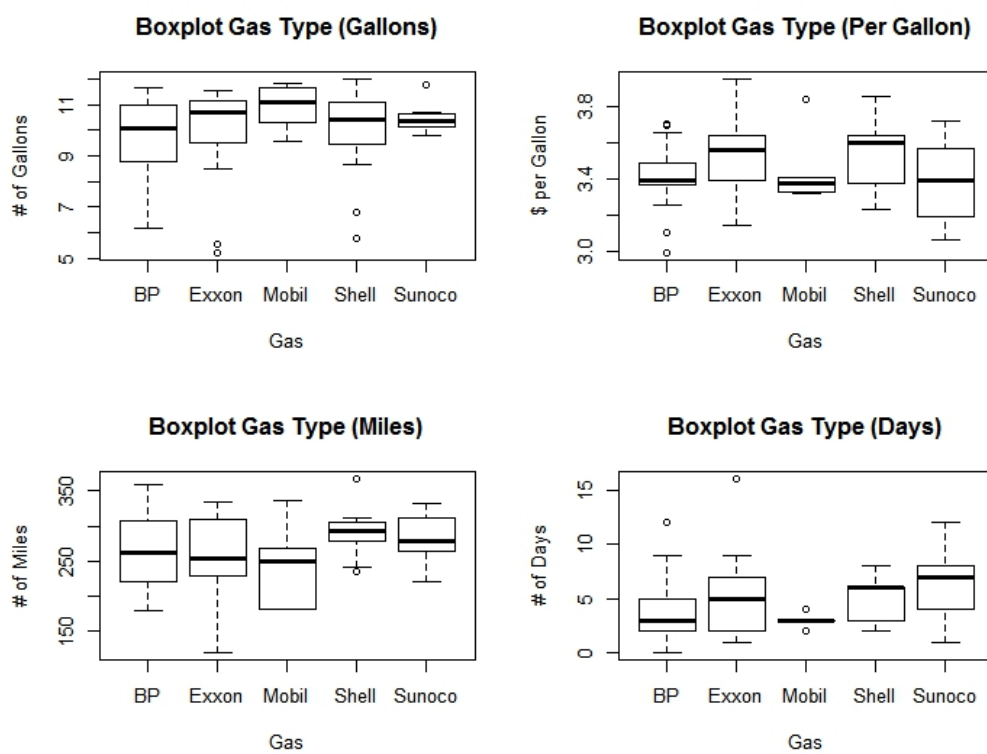 Boxplot Gas Type (Gallons)
# of Gallons
11
9
7
5
BP Exxon Mobil Shell Sunoco
Gas
Boxplot Gas Type (Per Gallon)
$ per Gallon
3.8
3.4
3.0
BP Exxon Mobil Shell Sunoco
Gas
Boxplot Gas Type (Miles)
# of Miles
350
250
150
BP Exxon Mobil Shell Sunoco
Gas
Boxplot Gas Type (Days)
# of Days
15
10
5
0
BP Exxon Mobil Shell Sunoco
Gas